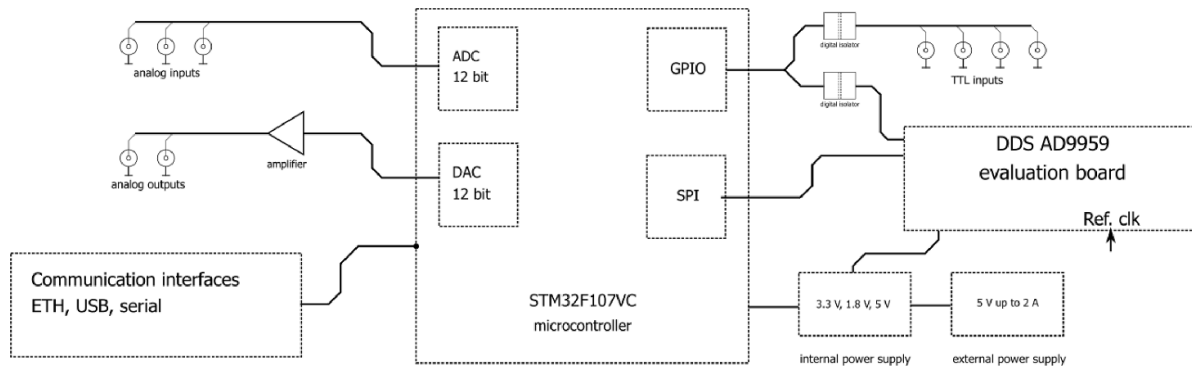 analog inputs
ADC
12 bit
GPIO
digital isolator
TTL inputs
digital isolator
amplifier
analog outputs
DAC
12 bit
SPI
DDS AD9959
evaluation board
Ref. clk
Communication interfaces
ETH, USB, serial
STM32F107VC
microcontroller
3.3 V, 1.8 V, 5 V
5 V up to 2 A
internal power supply
external power supply